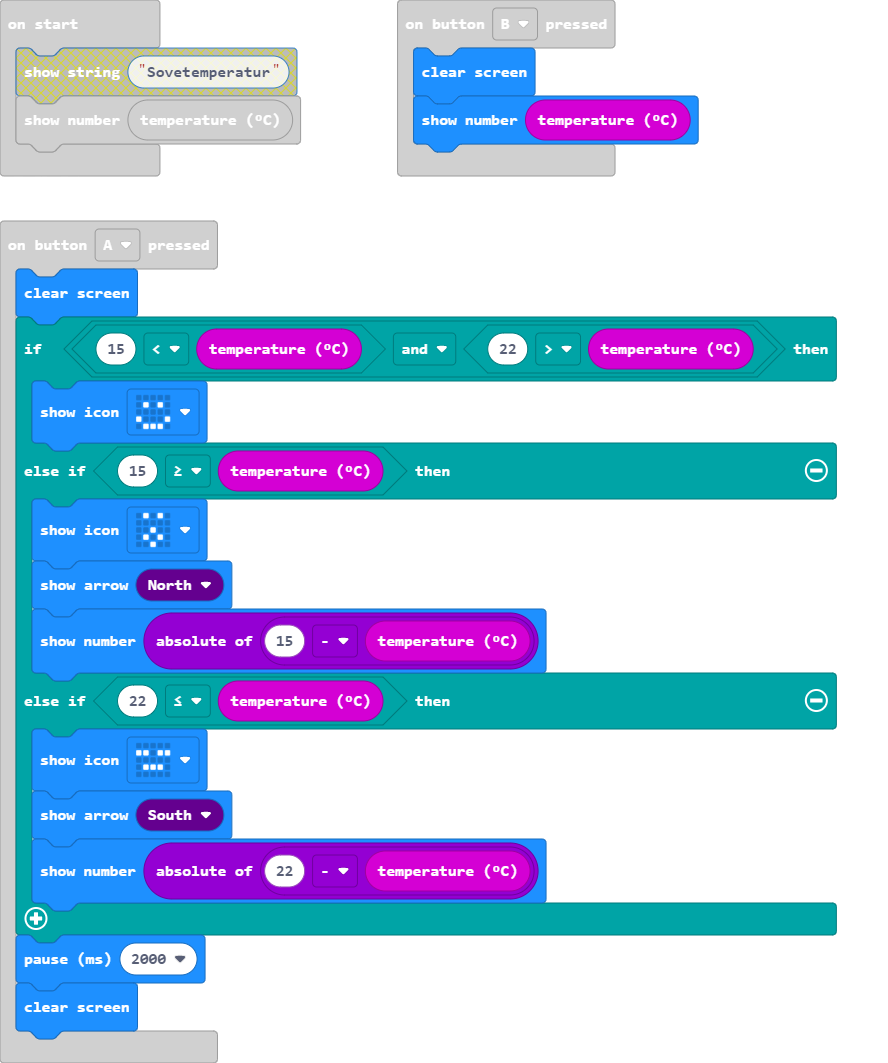 on start
show string "Sovetemperatur"
show number temperature (ºC)
on button B pressed
clear screen
show number temperature (ºC)
on button A pressed
clear screen
if 15 < temperature (ºC) and 22 > temperature (ºC) then
show icon
else if 15 ≥ temperature (ºC) then
show icon
show arrow North
show number absolute of 15 - temperature (ºC)
else if 22 ≤ temperature (ºC) then
show icon
show arrow South
show number absolute of 22 - temperature (ºC)
pause (ms) 2000
clear screen